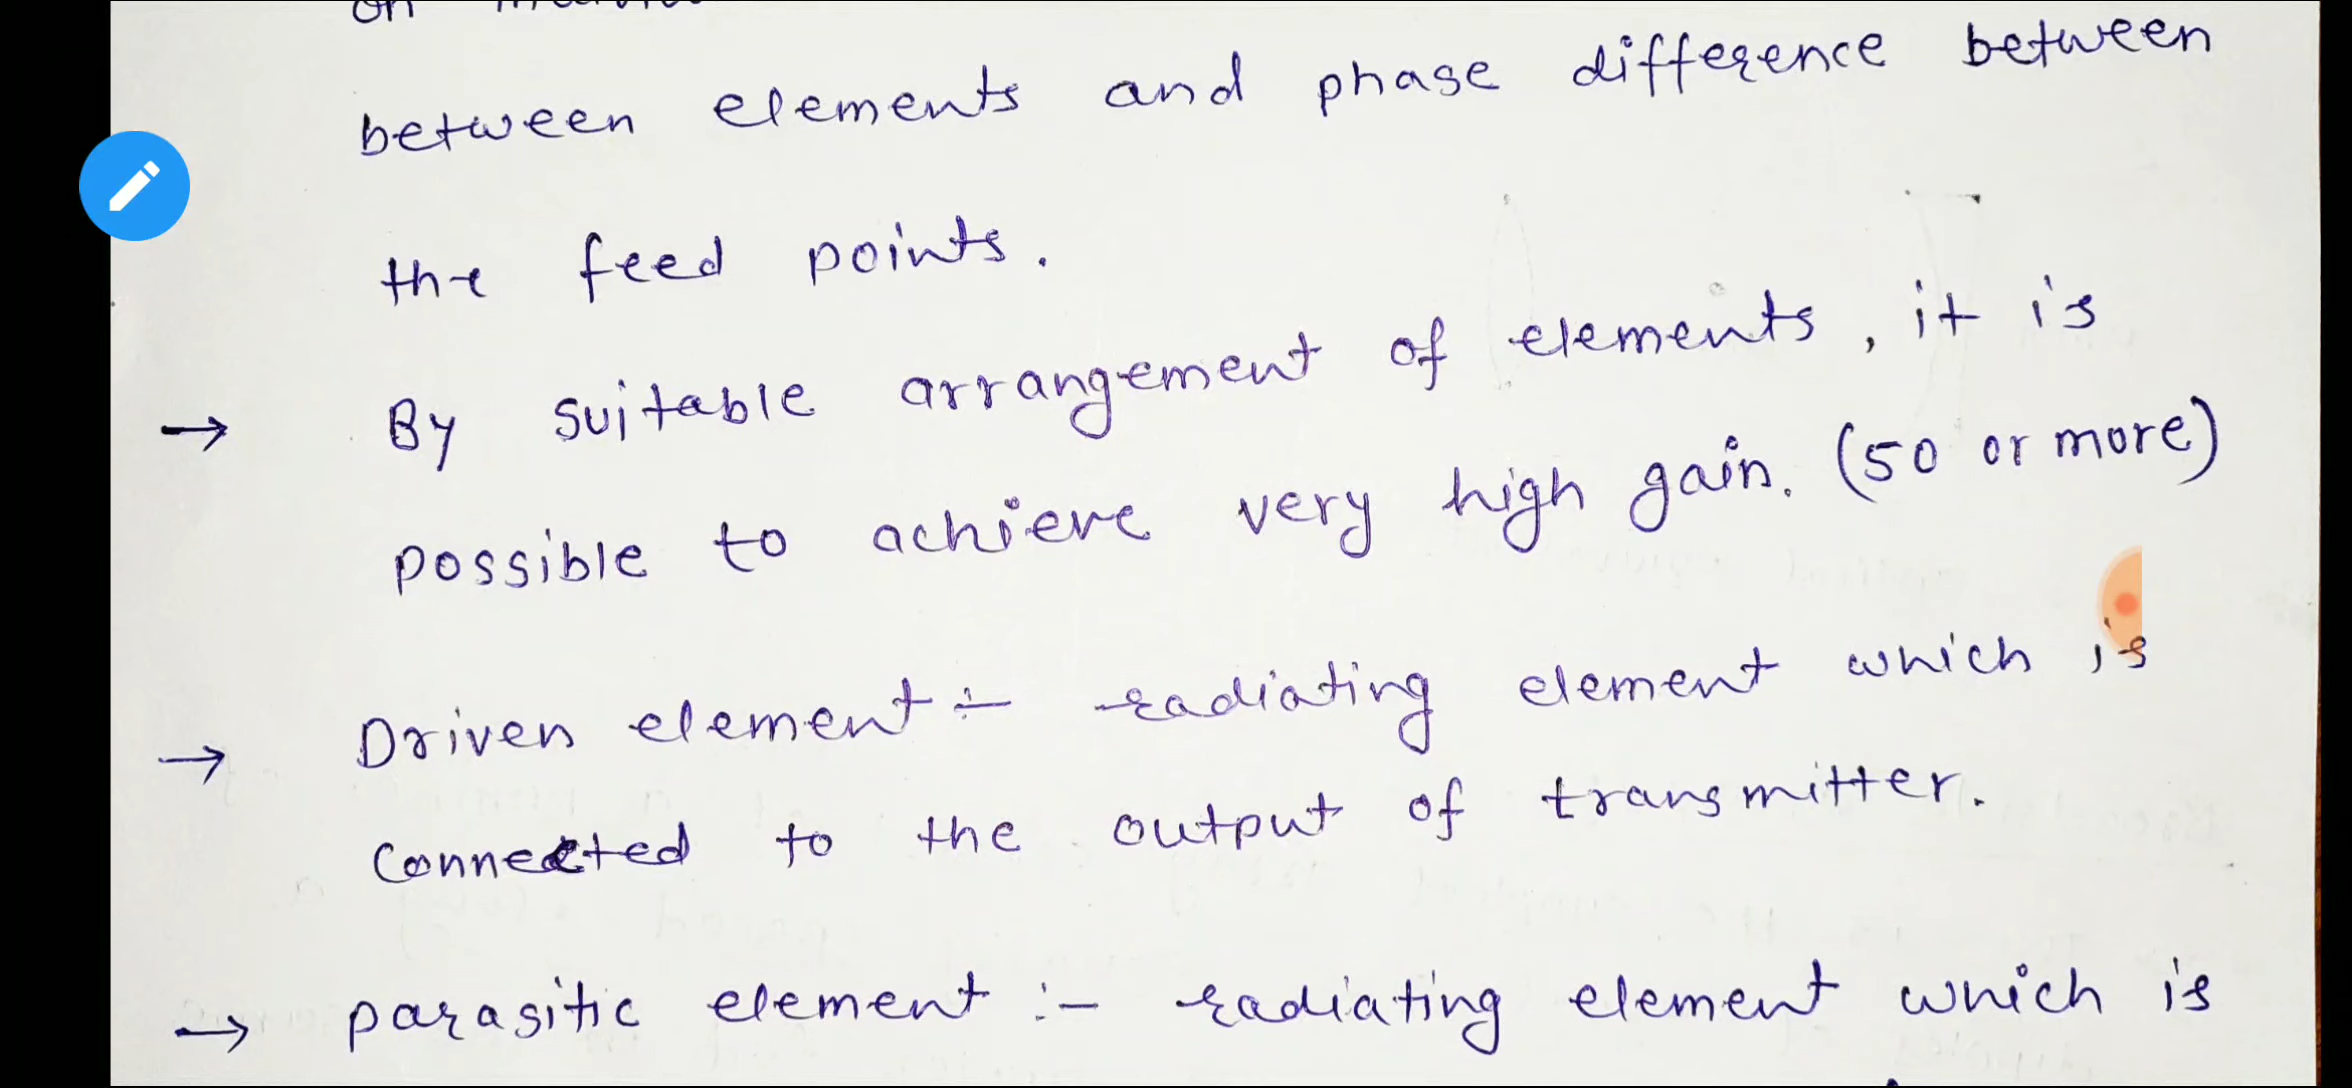 on
between elements and phase difference between
the feed points.
→ By suitable arrangement of elements, it is
possible to achieve very high gain. (50 or more)
→ Driven element :- radiating element which is
connected to the output of transmitter.
→ parasitic element :- radiating element which is